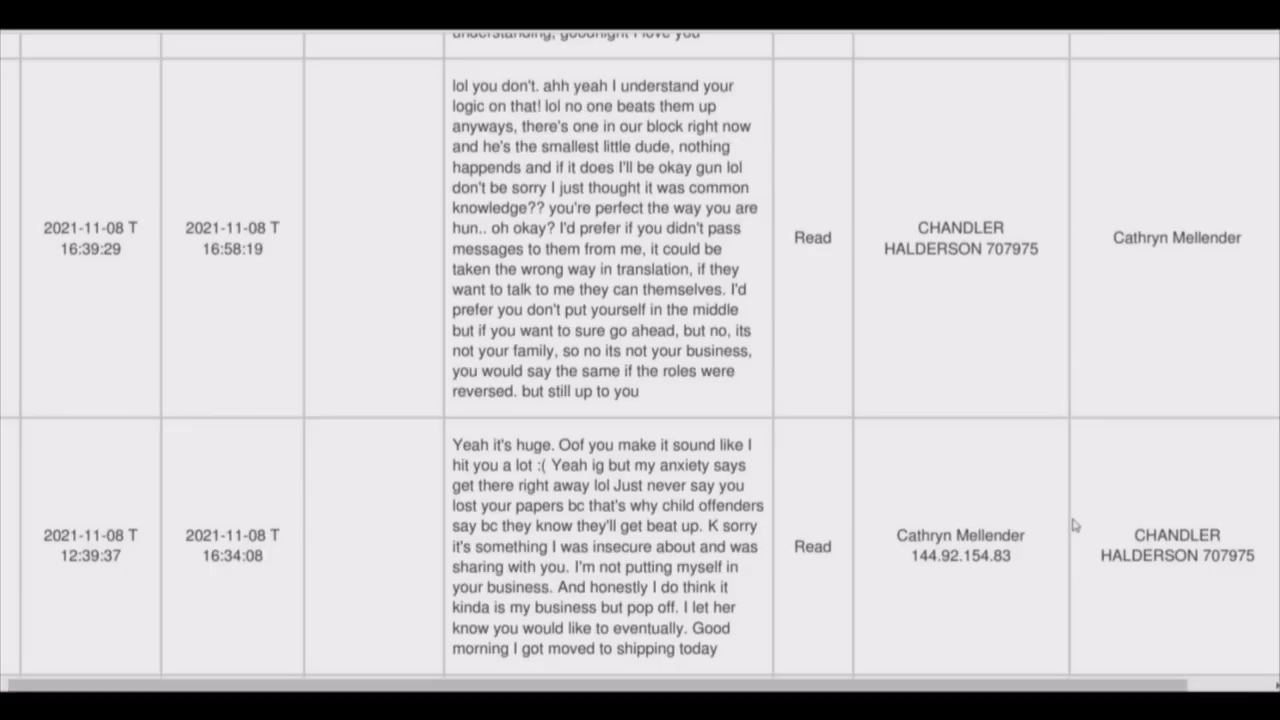 understanding, goodnight I love you
lol you don't. ahh yeah I understand your
logic on that! lol no one beats them up
anyways, there's one in our block right now
and he's the smallest little dude, nothing
happends and if it does I'll be okay gun lol
don't be sorry I just thought it was common
knowledge?? you're perfect the way you are
hun.. oh okay? I'd prefer if you didn't pass
messages to them from me, it could be
taken the wrong way in translation, if they
want to talk to me they can themselves. I'd
prefer you don't put yourself in the middle
but if you want to sure go ahead, but no, its
not your family, so no its not your business,
you would say the same if the roles were
reversed. but still up to you
2021-11-08 T
16:39:29
2021-11-08 T
16:58:19
Read
CHANDLER
HALDERSON 707975
Cathryn Mellender
Yeah it's huge. Oof you make it sound like I
hit you a lot :( Yeah ig but my anxiety says
get there right away lol Just never say you
lost your papers bc that's why child offenders
say bc they know they'll get beat up. K sorry
it's something I was insecure about and was
sharing with you. I'm not putting myself in
your business. And honestly I do think it
kinda is my business but pop off. I let her
know you would like to eventually. Good
morning I got moved to shipping today
2021-11-08 T
12:39:37
2021-11-08 T
16:34:08
Read
Cathryn Mellender
144.92.154.83
CHANDLER
HALDERSON 707975